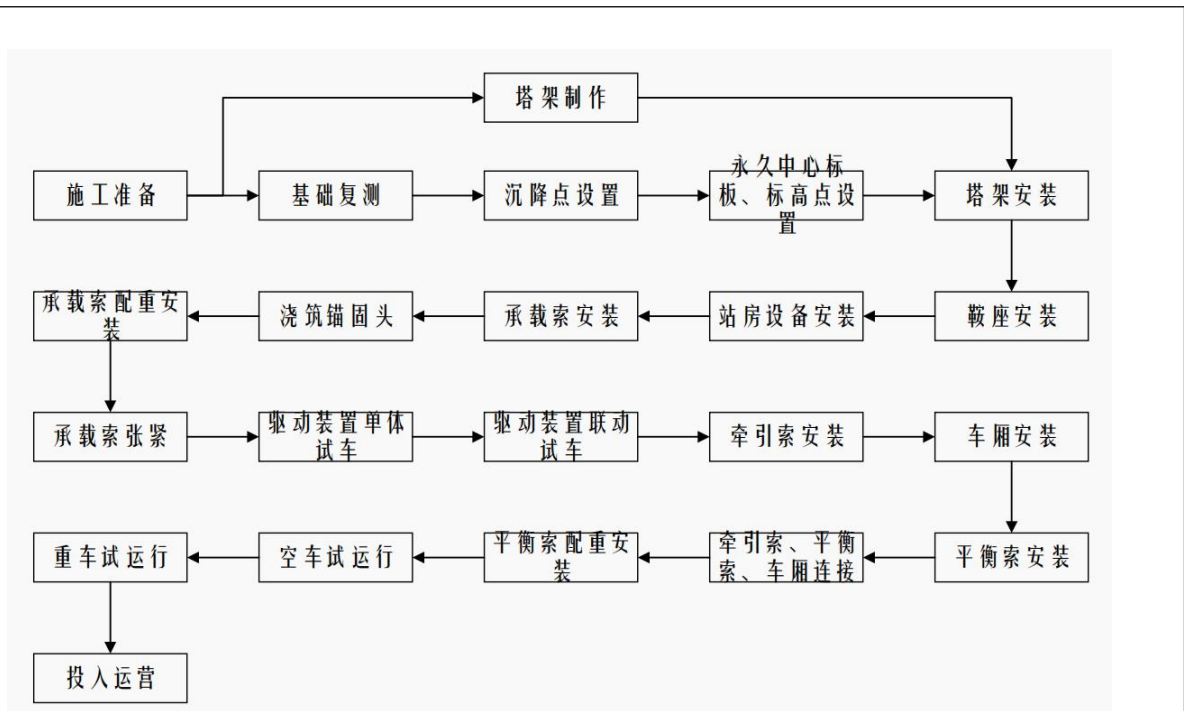 塔架制作
施工准备
基础复测
沉降点设置
永久中心标
板、标高点设
置
塔架安装
承载索配重安
装
浇筑锚固头
承载索安装
站房设备安装
鞍座安装
承载索张紧
驱动装置单体
试车
驱动装置联动
试车
牵引索安装
车厢安装
重车试运行
空车试运行
平衡索配重安
装
牵引索、平衡
索、车厢连接
平衡索安装
投入运营